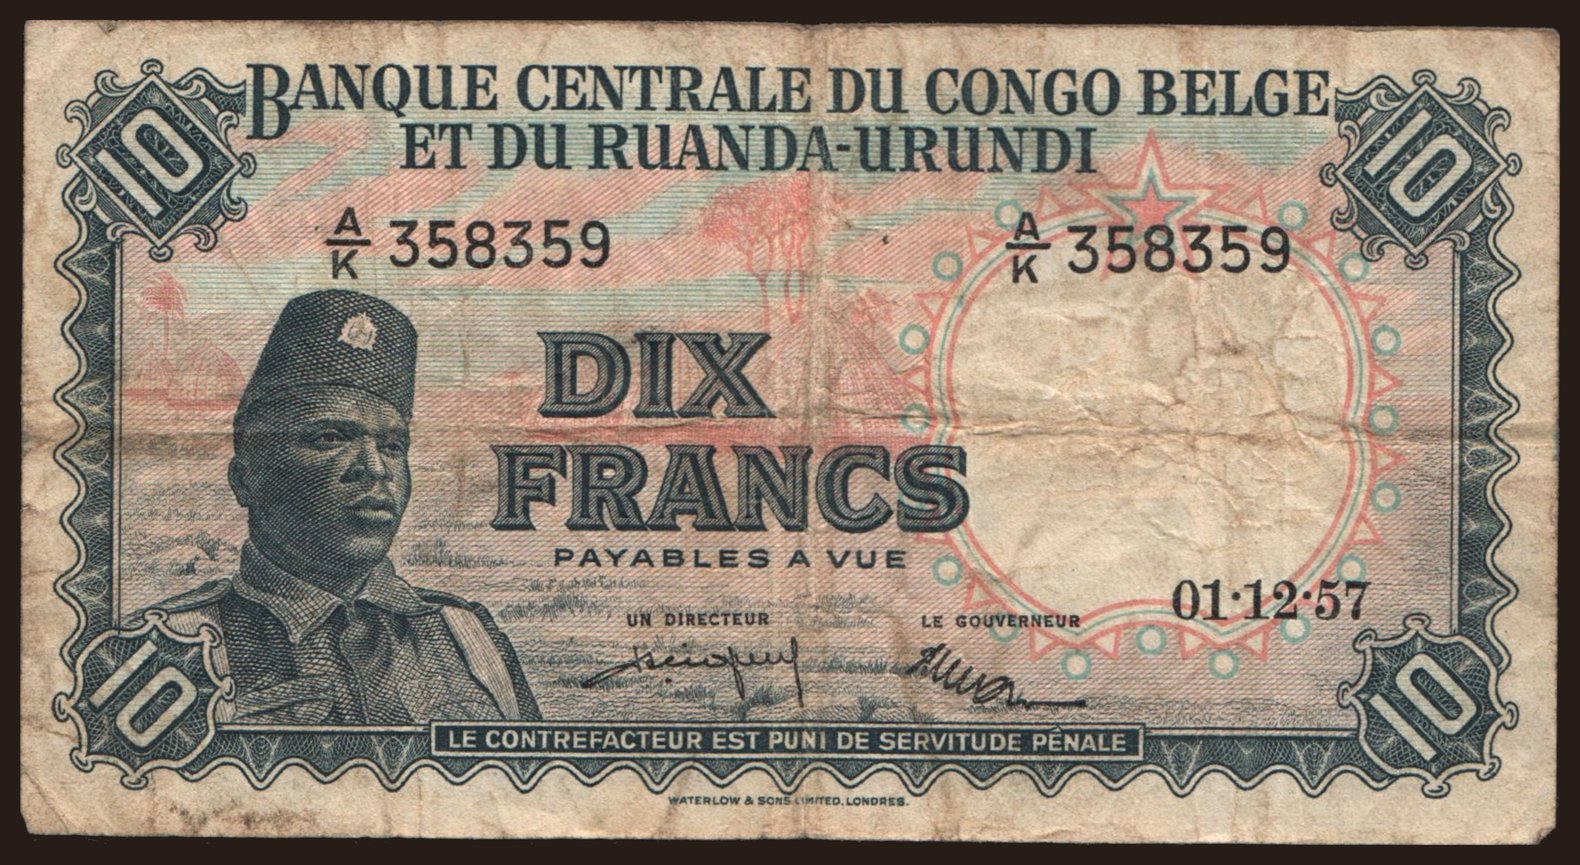 10 10
BANQUE CENTRALE DU CONGO BELGE
ET DU RUANDA-URUNDI
A/K 358359 A/K 358359
DIX
FRANCS
PAYABLES A VUE
01·12·57
UN DIRECTEUR LE GOUVERNEUR
10 10
LE CONTREFACTEUR EST PUNI DE SERVITUDE PÉNALE
WATERLOW & SONS LIMITED, LONDRES.